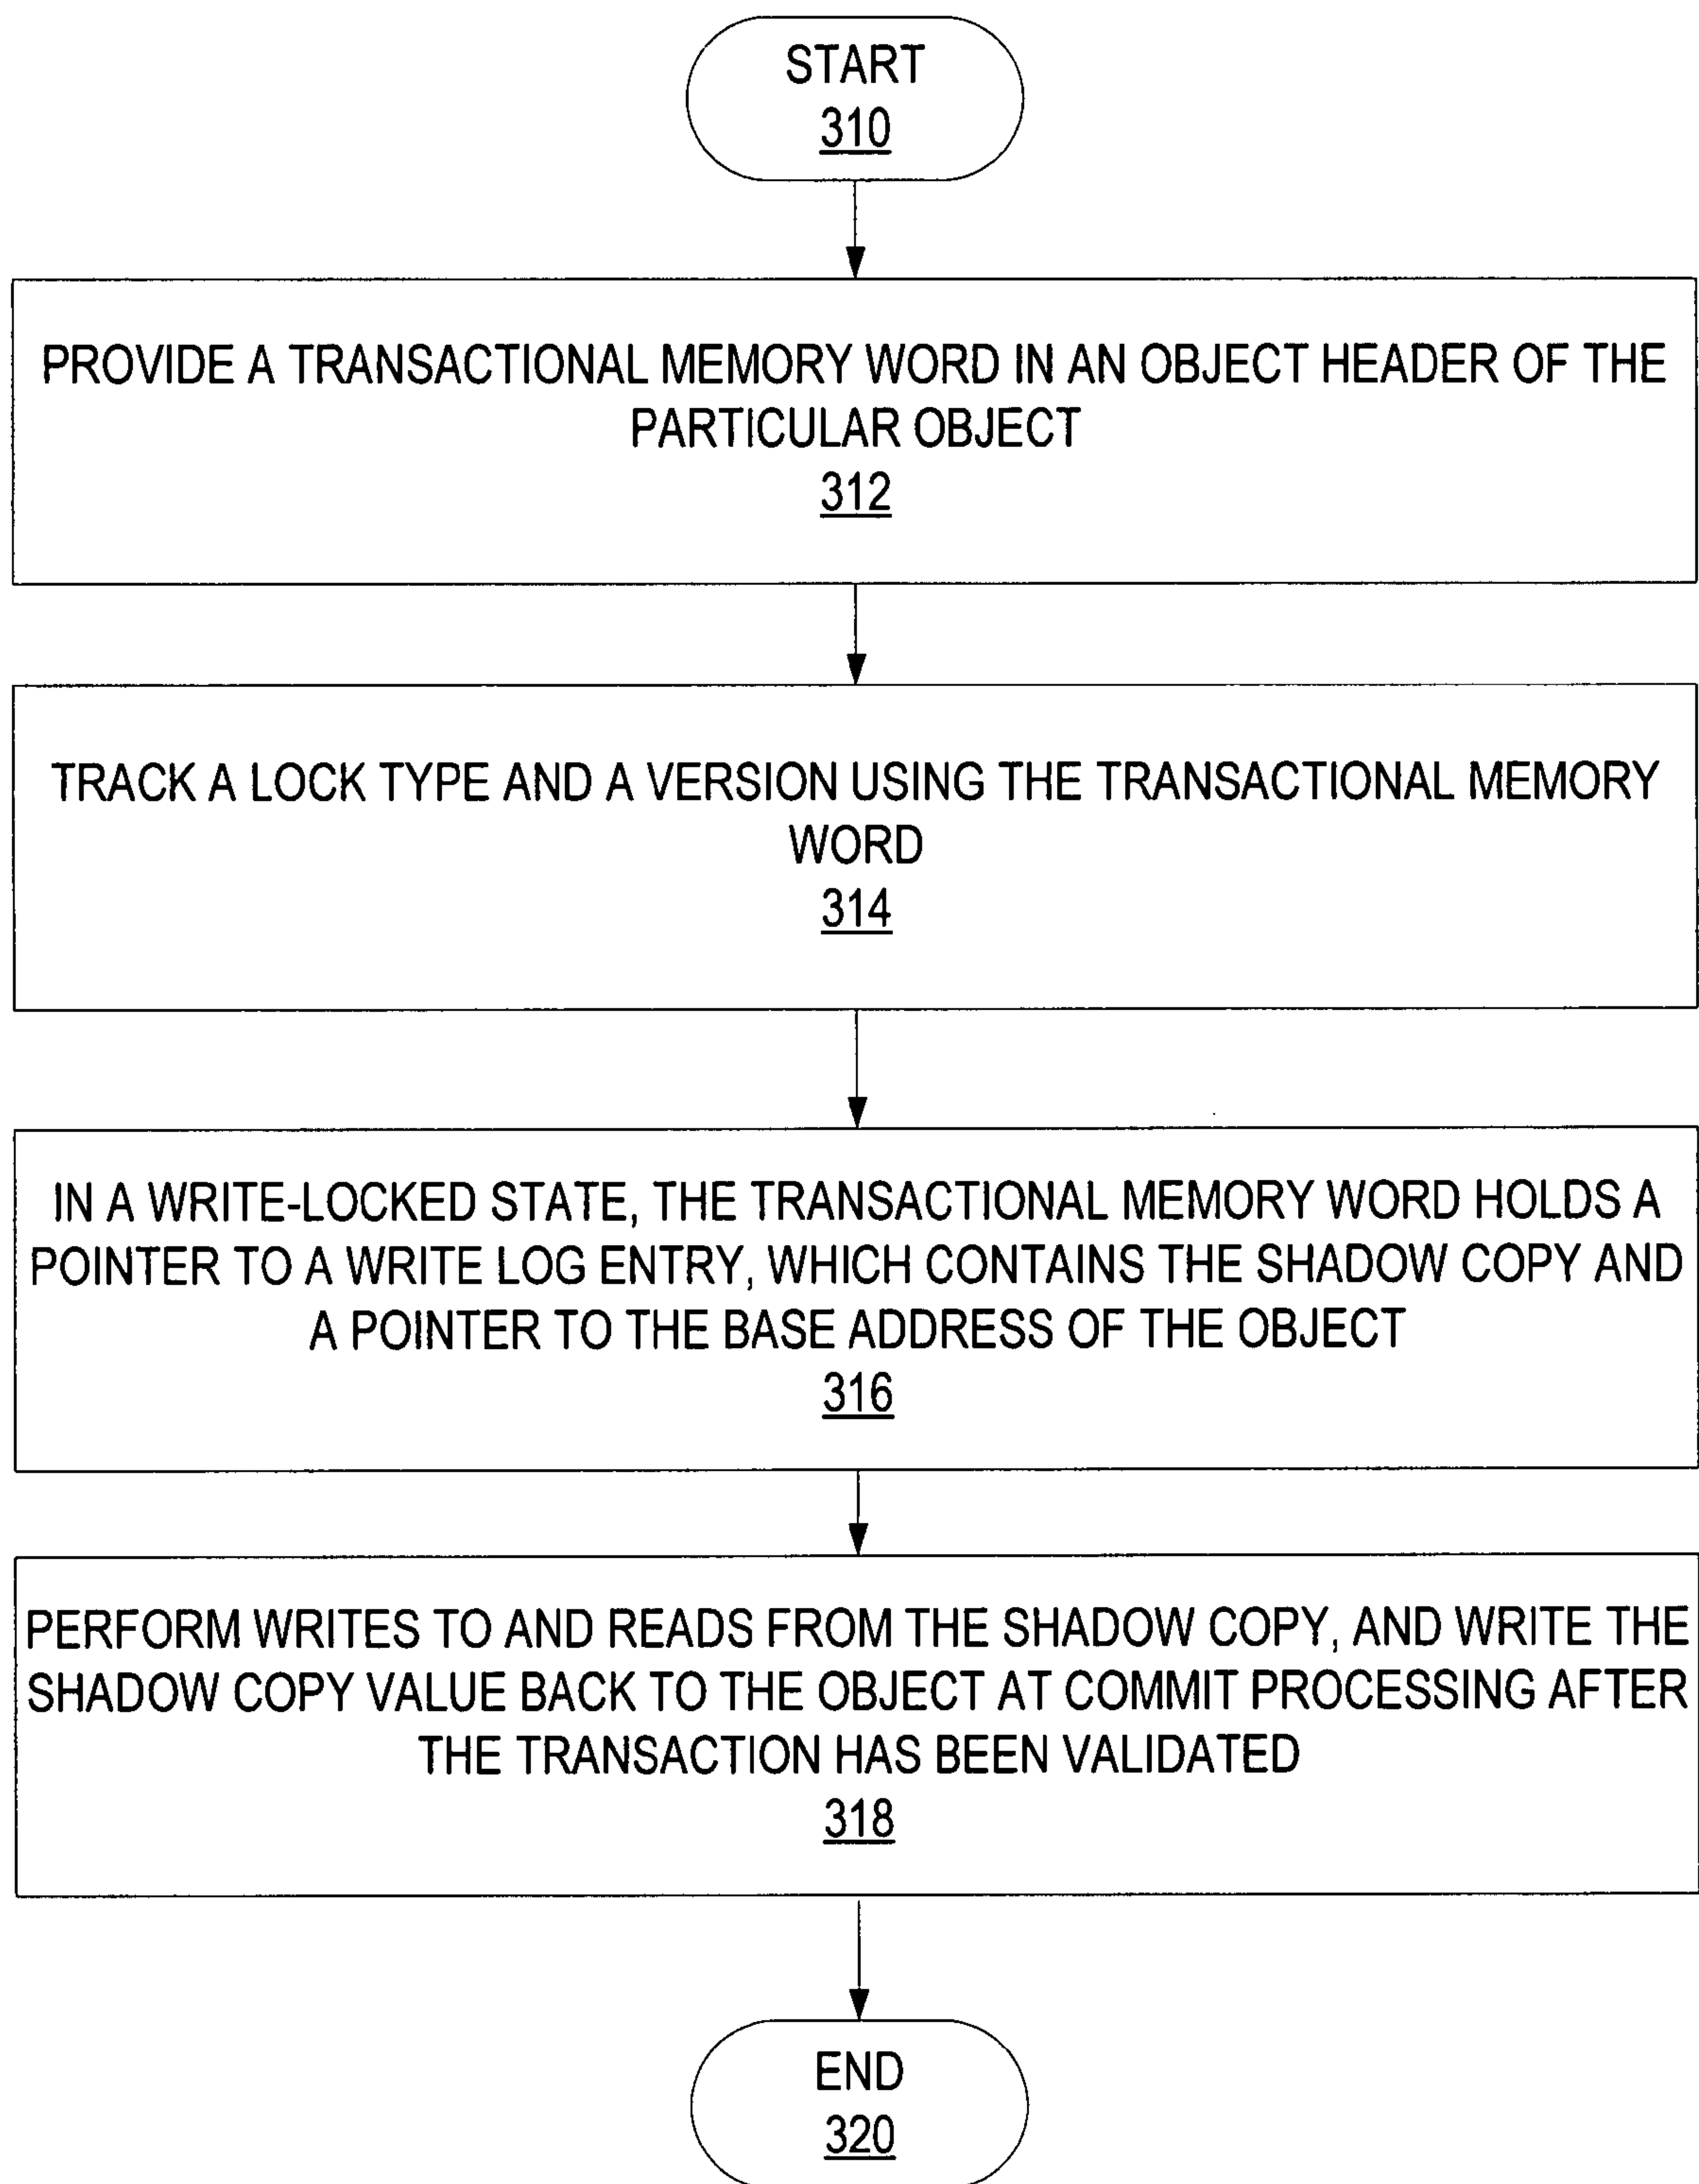 START
310
PROVIDE A TRANSACTIONAL MEMORY WORD IN AN OBJECT HEADER OF THE
PARTICULAR OBJECT
312
TRACK A LOCK TYPE AND A VERSION USING THE TRANSACTIONAL MEMORY
WORD
314
IN A WRITE-LOCKED STATE, THE TRANSACTIONAL MEMORY WORD HOLDS A
POINTER TO A WRITE LOG ENTRY, WHICH CONTAINS THE SHADOW COPY AND
A POINTER TO THE BASE ADDRESS OF THE OBJECT
316
PERFORM WRITES TO AND READS FROM THE SHADOW COPY, AND WRITE THE
SHADOW COPY VALUE BACK TO THE OBJECT AT COMMIT PROCESSING AFTER
THE TRANSACTION HAS BEEN VALIDATED
318
END
320